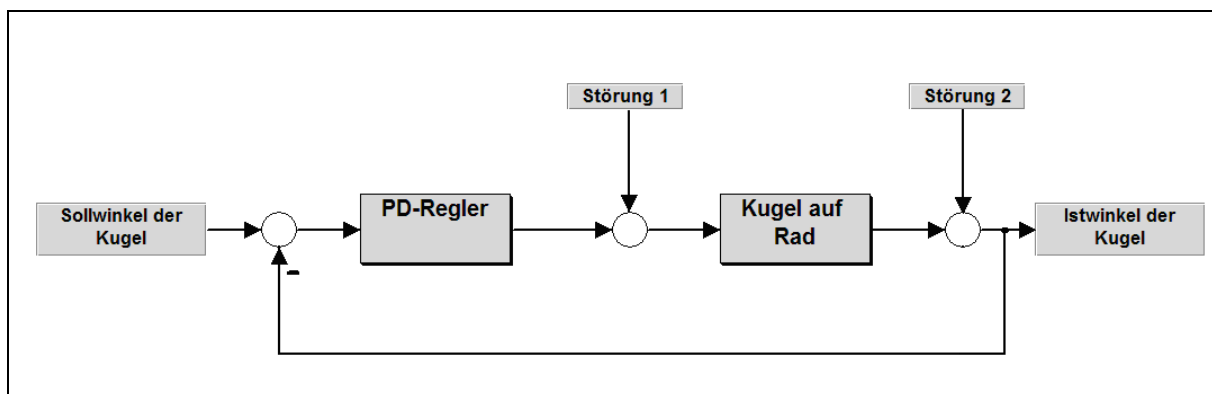 Störung 1
Störung 2
Sollwinkel der
Kugel
PD-Regler
Kugel auf
Rad
Istwinkel der
Kugel
-